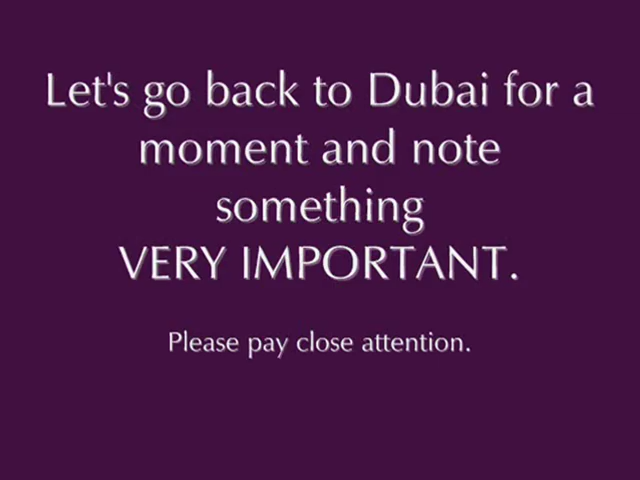 Let's go back to Dubai for a
moment and note
something
VERY IMPORTANT.
Please pay close attention.